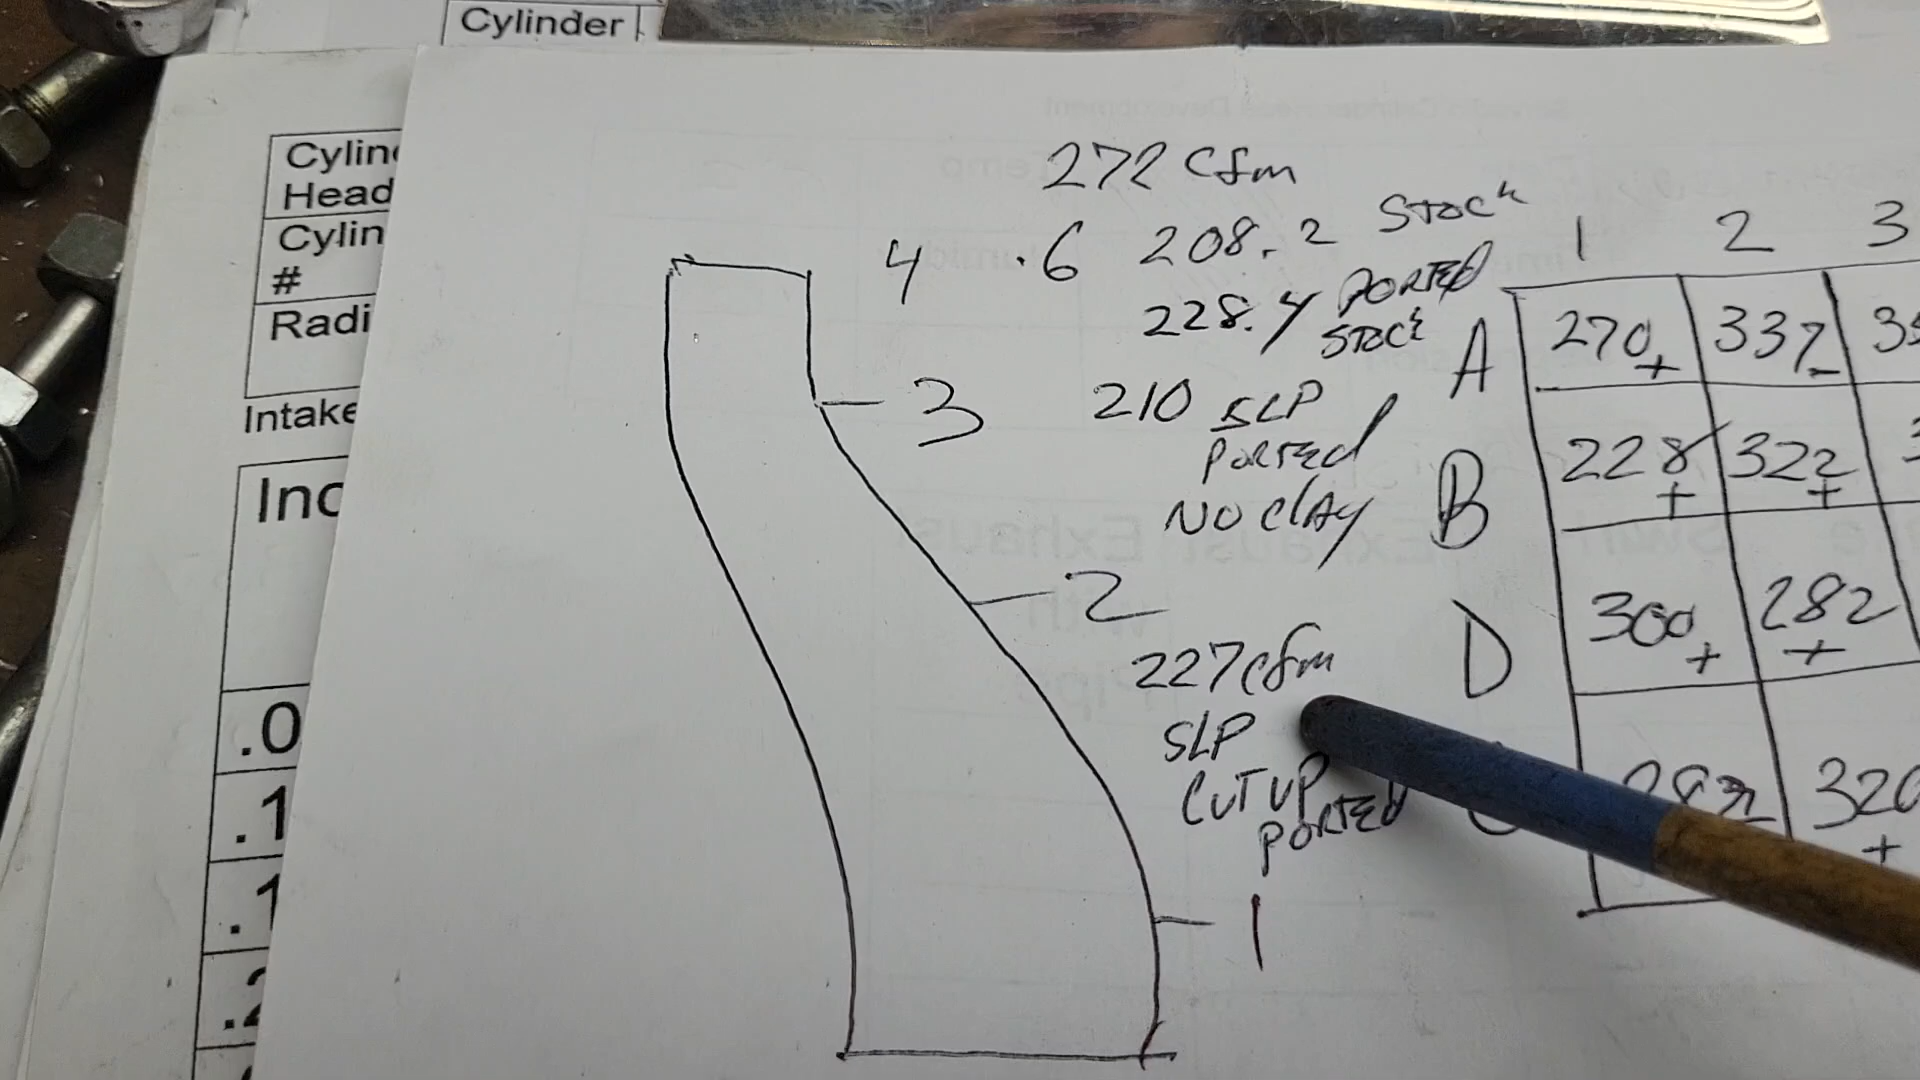 Cylinder
Cylin
Head
Cylin
#
Radi
Intake
Inc
.0
.1
.1
.2
272 cfm
4 .6 208.2 STOCK
228.4 PORTED
STOCK
3
210 SLP
PORTED
NO CLAY
2
227 cfm
SLP
CUT UP
PORTED
1
1 2 3
A 270+ 337-
B 228+ 322+
D 300+ 282+
320
+